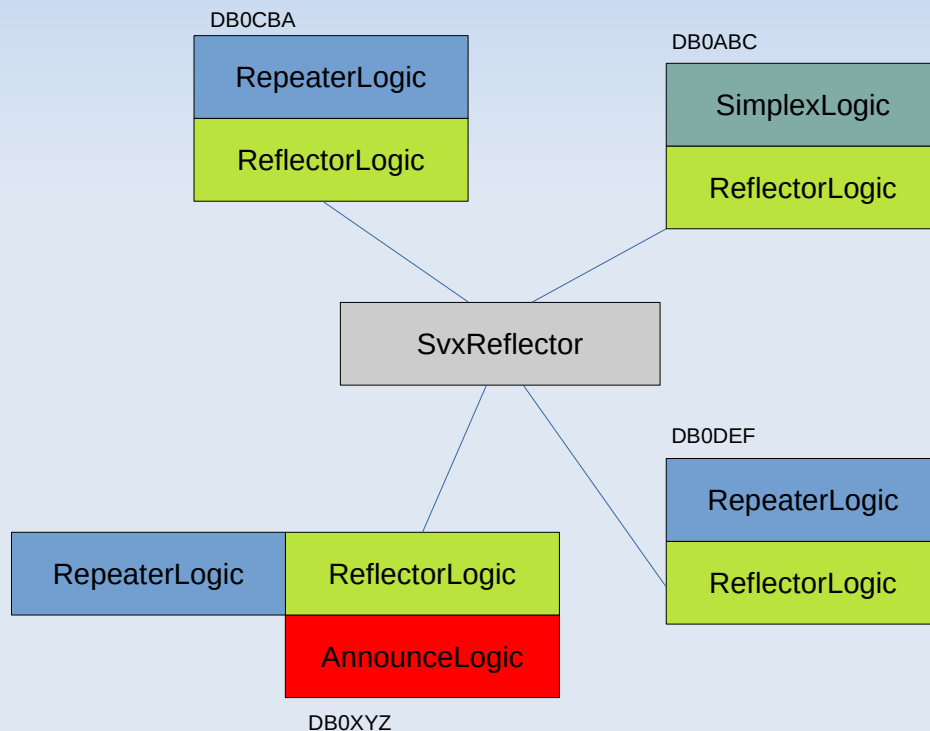 DB0CBA
RepeaterLogic
ReflectorLogic
DB0ABC
SimplexLogic
ReflectorLogic
SvxReflector
DB0DEF
RepeaterLogic
ReflectorLogic
RepeaterLogic
ReflectorLogic
AnnounceLogic
DB0XYZ